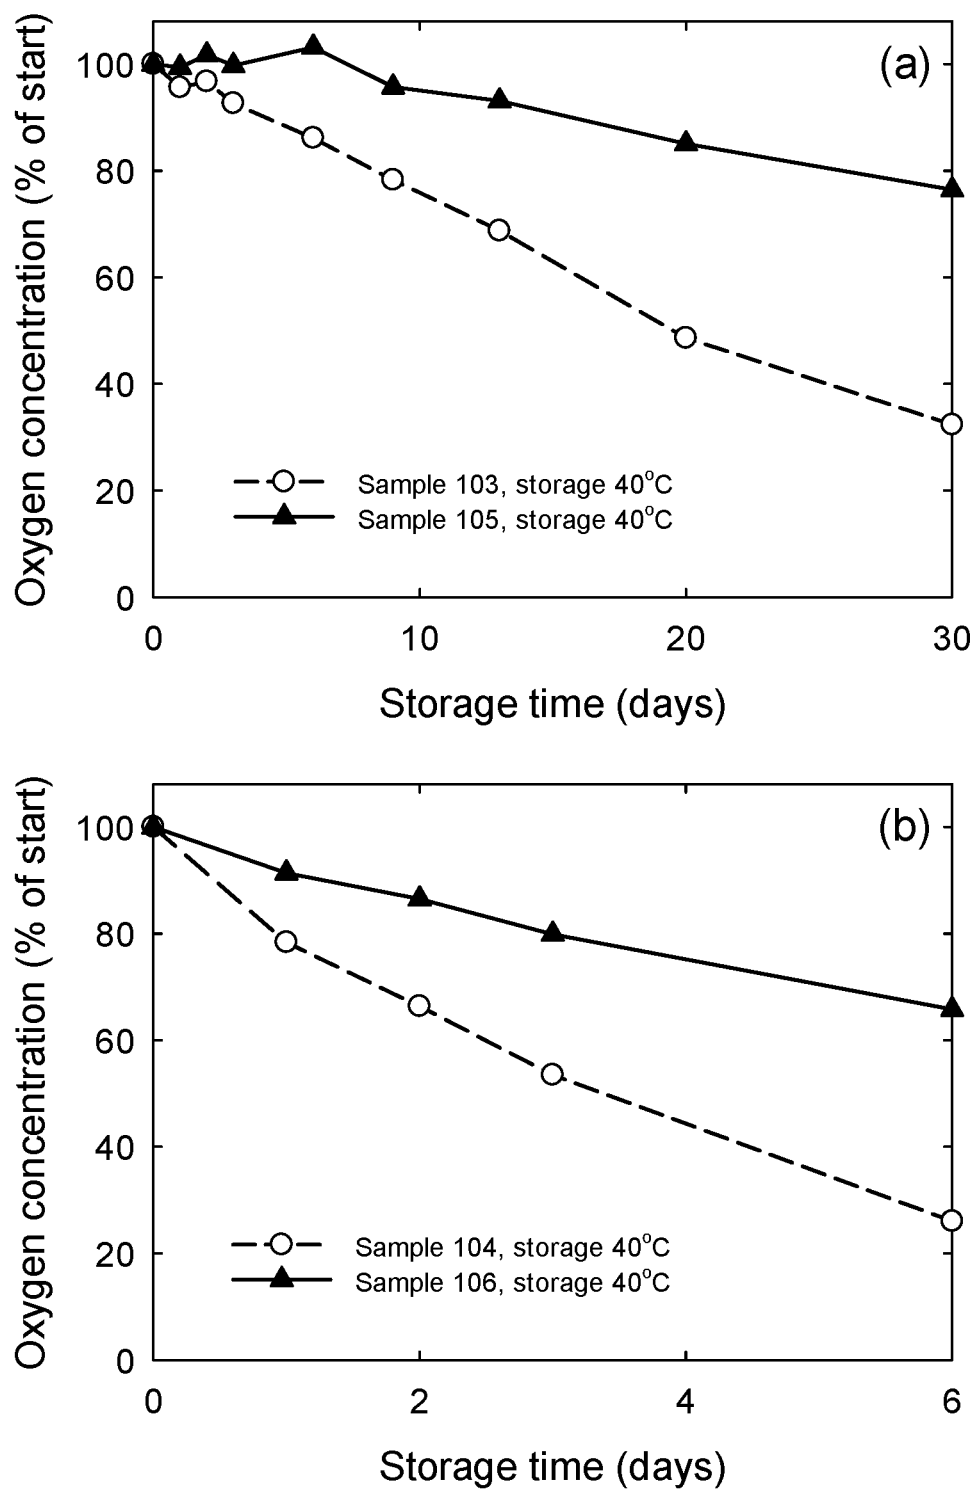 (a)
Oxygen concentration (% of start)
100
80
60
40
20
0
Sample 103, storage 40°C
Sample 105, storage 40°C
0 10 20 30
Storage time (days)
(b)
Oxygen concentration (% of start)
100
80
60
40
20
0
Sample 104, storage 40°C
Sample 106, storage 40°C
0 2 4 6
Storage time (days)